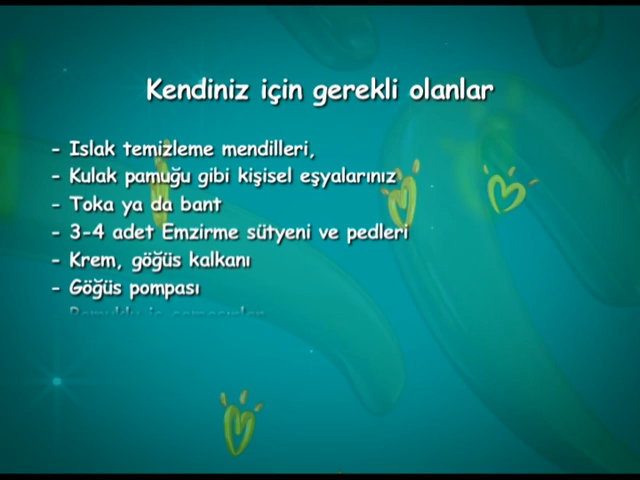 Kendiniz için gerekli olanlar
- Islak temizleme mendilleri,
- Kulak pamuğu gibi kişisel eşyalarınız
- Toka ya da bant
- 3-4 adet Emzirme sütyeni ve pedleri
- Krem, göğüs kalkanı
- Göğüs pompası